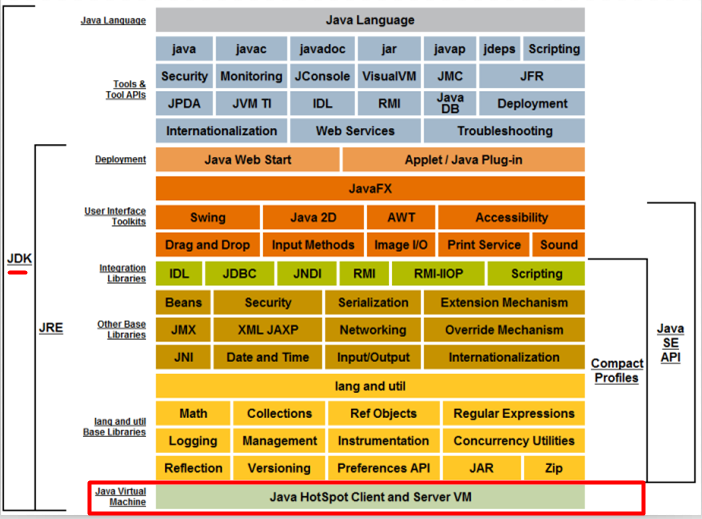 Java Language
Java Language
Tools &
Tool APIs
java javac javadoc jar javap jdeps Scripting
Security Monitoring JConsole VisualVM JMC JFR
JPDA JVM TI IDL RMI Java DB Deployment
Internationalization Web Services Troubleshooting
Deployment
Java Web Start Applet / Java Plug-in
JavaFX
User Interface
Toolkits
Swing Java 2D AWT Accessibility
Drag and Drop Input Methods Image I/O Print Service Sound
Integration
Libraries
IDL JDBC JNDI RMI RMI-IIOP Scripting
Other Base
Libraries
Beans Security Serialization Extension Mechanism
JMX XML JAXP Networking Override Mechanism
JNI Date and Time Input/Output Internationalization
lang and util
lang and util
Base Libraries
Math Collections Ref Objects Regular Expressions
Logging Management Instrumentation Concurrency Utilities
Reflection Versioning Preferences API JAR Zip
Java Virtual
Machine
Java HotSpot Client and Server VM
JDK
JRE
Compact
Profiles
Java
SE
API